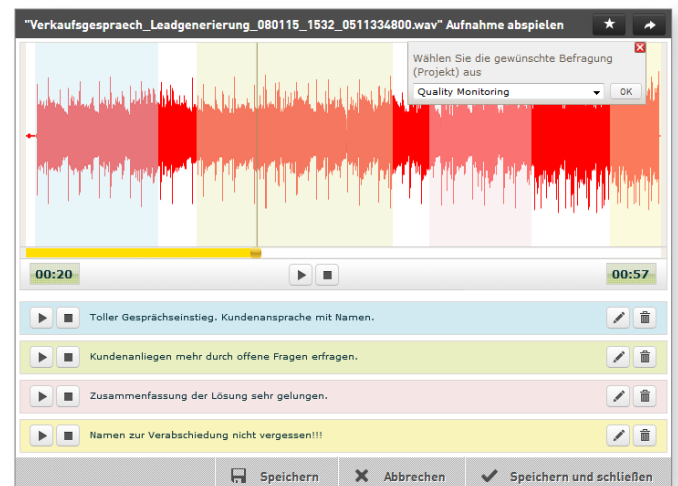 "Verkaufsgespraech_Leadgenerierung_080115_1532_0511334800.wav" Aufnahme abspielen
Wählen Sie die gewünschte Befragung
(Projekt) aus
Quality Monitoring OK
00:20 00:57
Toller Gesprächseinstieg. Kundenansprache mit Namen.
Kundenanliegen mehr durch offene Fragen erfragen.
Zusammenfassung der Lösung sehr gelungen.
Namen zur Verabschiedung nicht vergessen!!!
Speichern Abbrechen Speichern und schließen